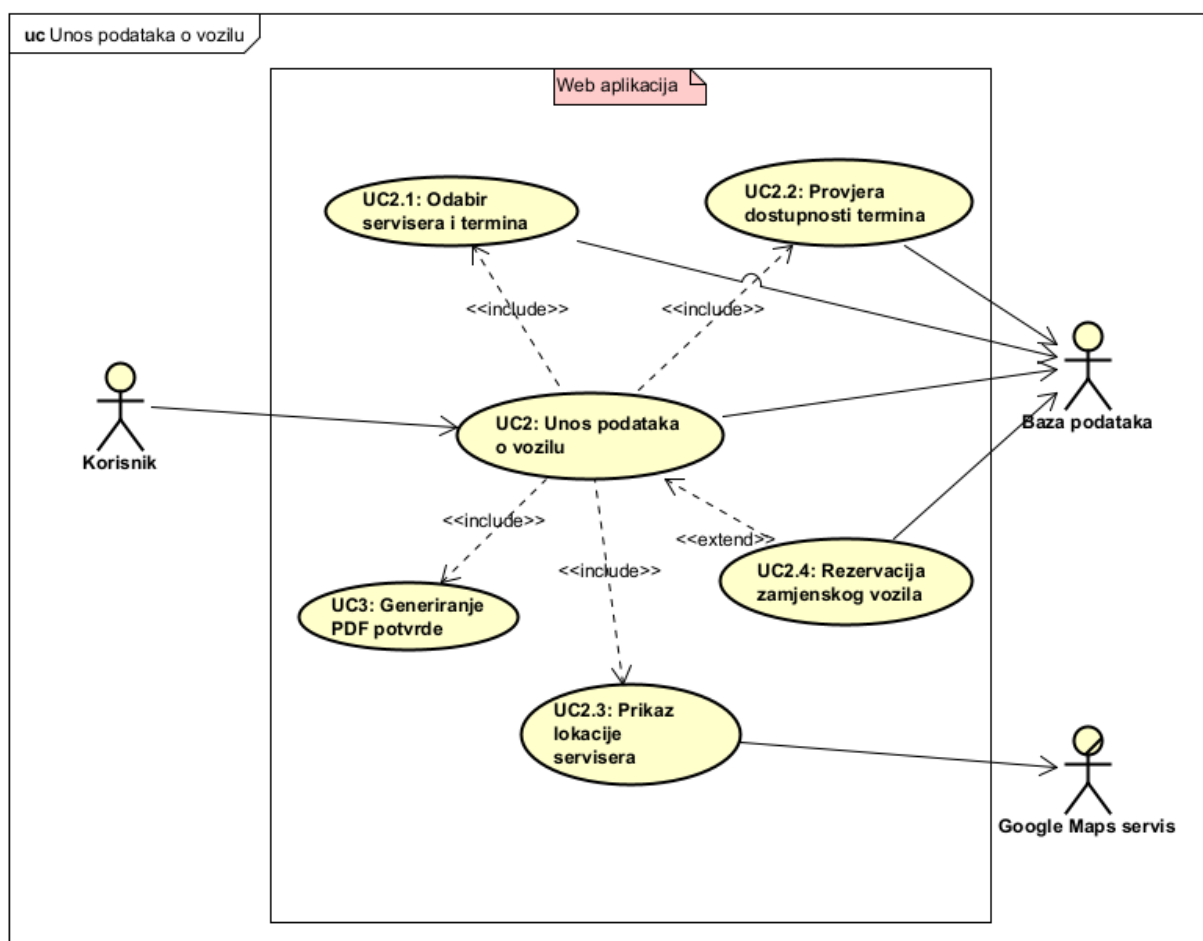 uc Unos podataka o vozilu
Web aplikacija
UC2.1: Odabir
servisera i termina
UC2.2: Provjera
dostupnosti termina
<<include>>
<<include>>
Korisnik
UC2: Unos podataka
o vozilu
Baza podataka
<<include>>
<<extend>>
<<include>>
UC2.4: Rezervacija
zamjenskog vozila
UC3: Generiranje
PDF potvrde
UC2.3: Prikaz
lokacije
servisera
Google Maps servis